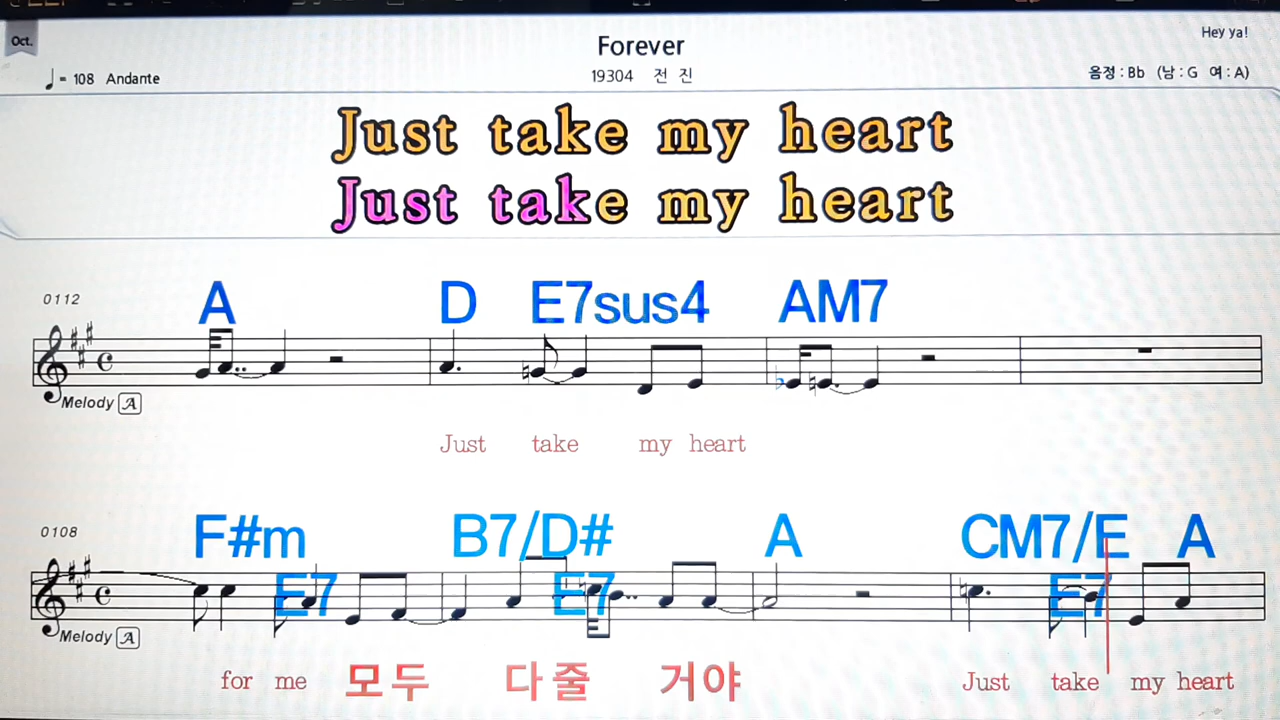 Oct.
Forever
Hey ya!
♩= 108 Andante
19304 전 진
음정 : Bb (남 : G 여 : A)
Just take my heart
Just take my heart
0112
A D E7sus4 AM7
Melody A
Just take my heart
0108
F#m B7/D# A CM7/E A
E7 E7 E7
Melody A
for me 모두 다줄 거야 Just take my heart